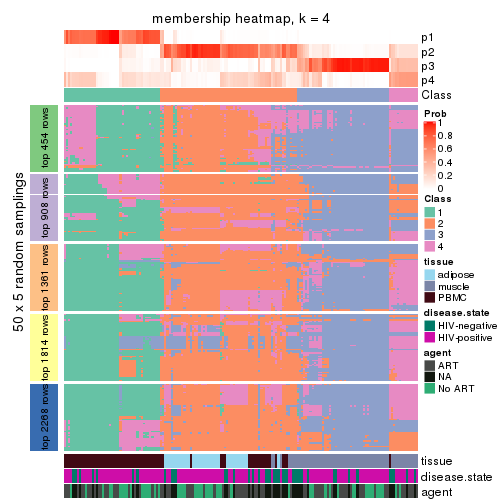 membership heatmap, k = 4
p1
p2
p3
p4
Class
50 x 5 random samplings
top 454 rows
top 908 rows
top 1361 rows
top 1814 rows
top 2268 rows
Prob
1
0.8
0.6
0.4
0.2
0
Class
1
2
3
4
tissue
adipose
muscle
PBMC
disease.state
HIV-negative
HIV-positive
agent
ART
NA
No ART
tissue
disease.state
agent